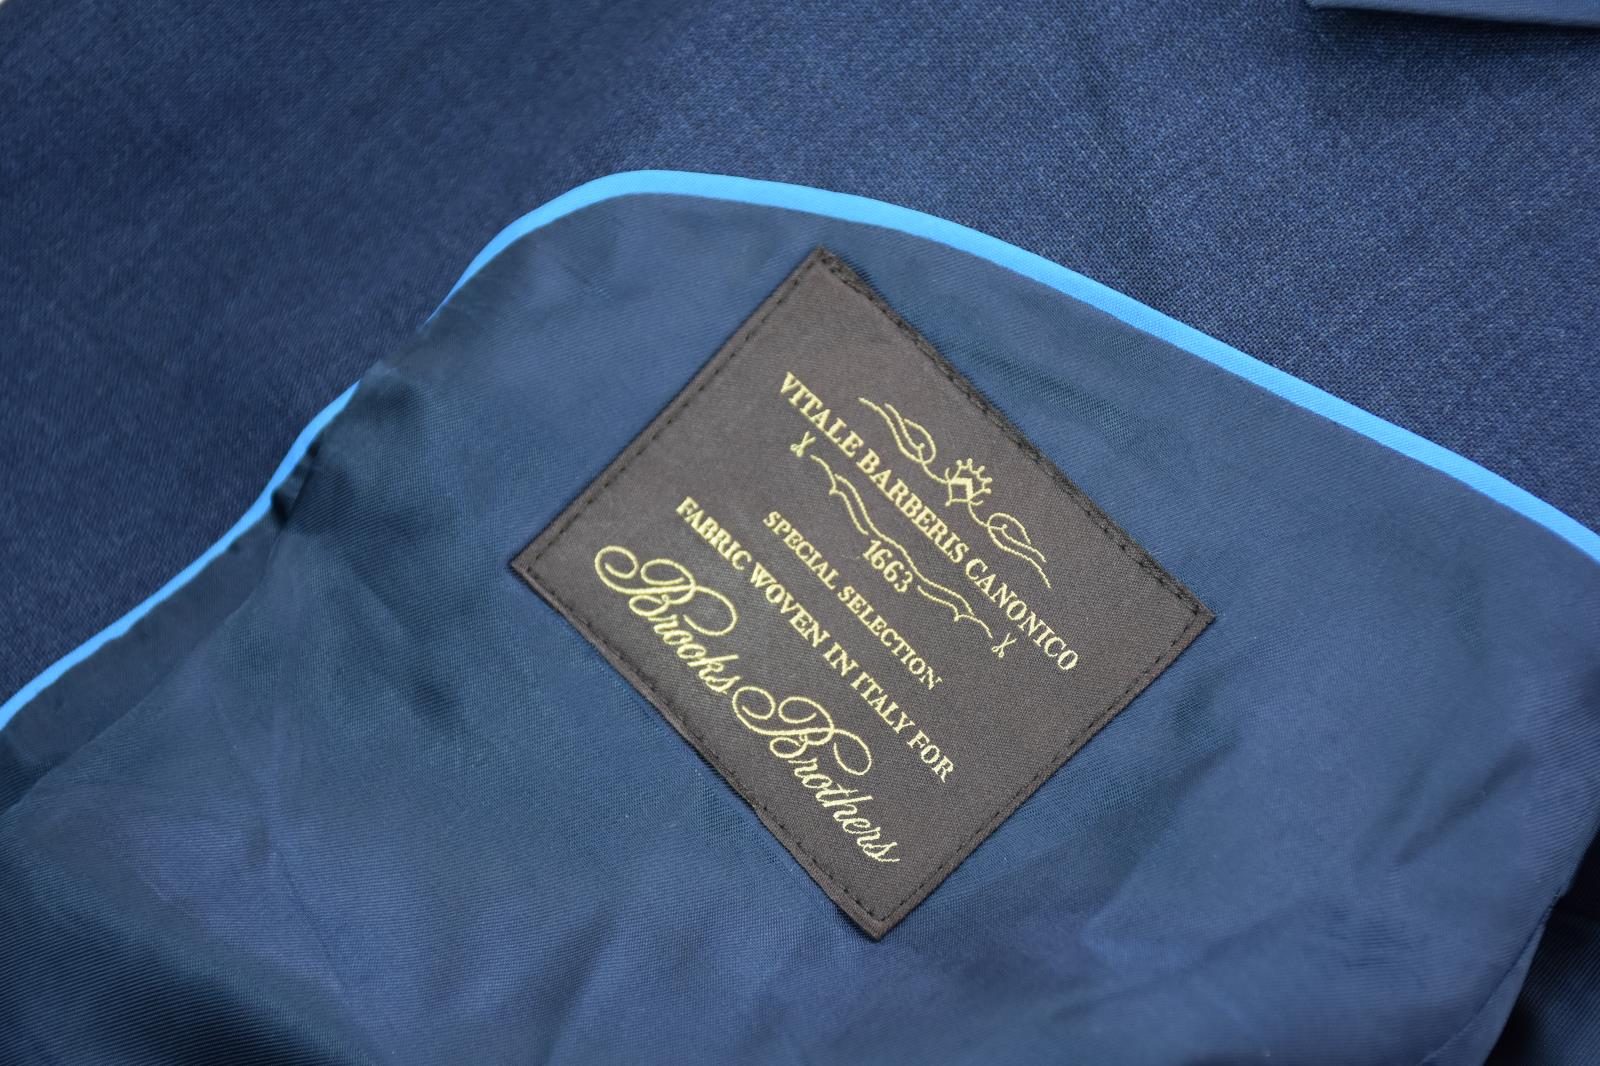 VITALE BARBERIS CANONICO
1663
SPECIAL SELECTION
FABRIC WOVEN IN ITALY FOR
Brooks Brothers